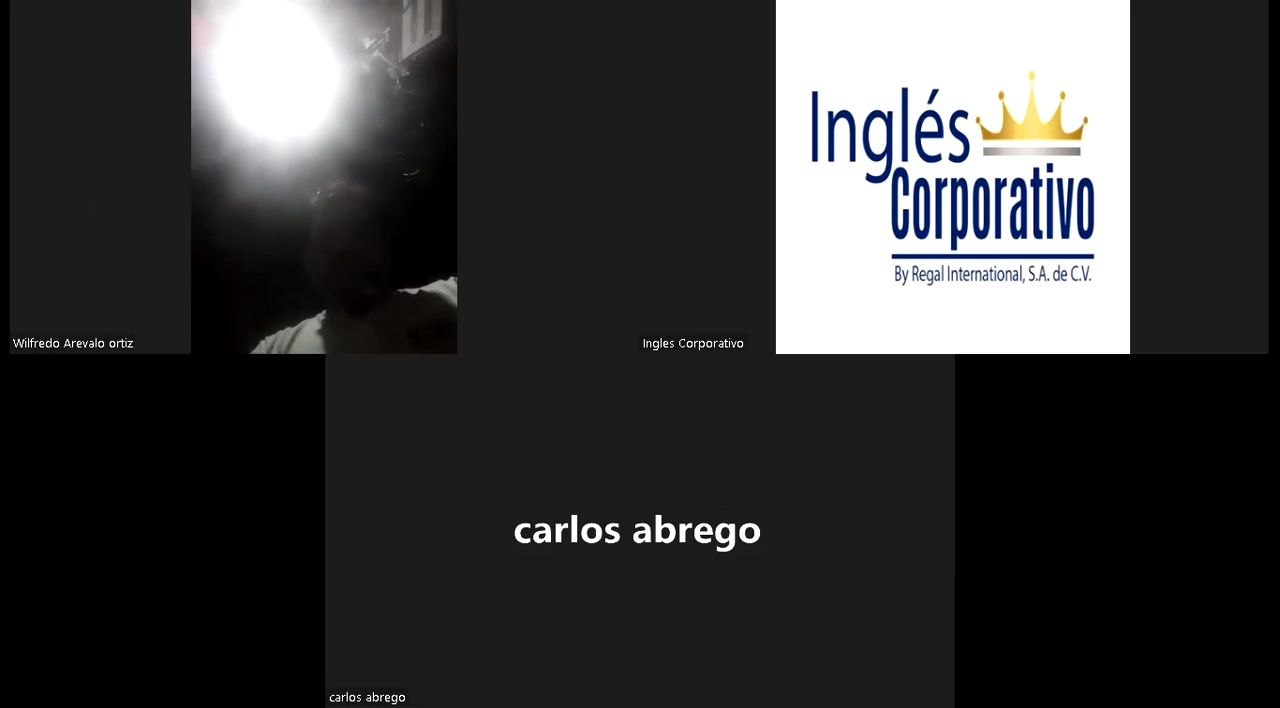 Inglés
Corporativo
By Regal International, S.A. de C.V.
Wilfredo Arevalo ortiz
Ingles Corporativo
carlos abrego
carlos abrego